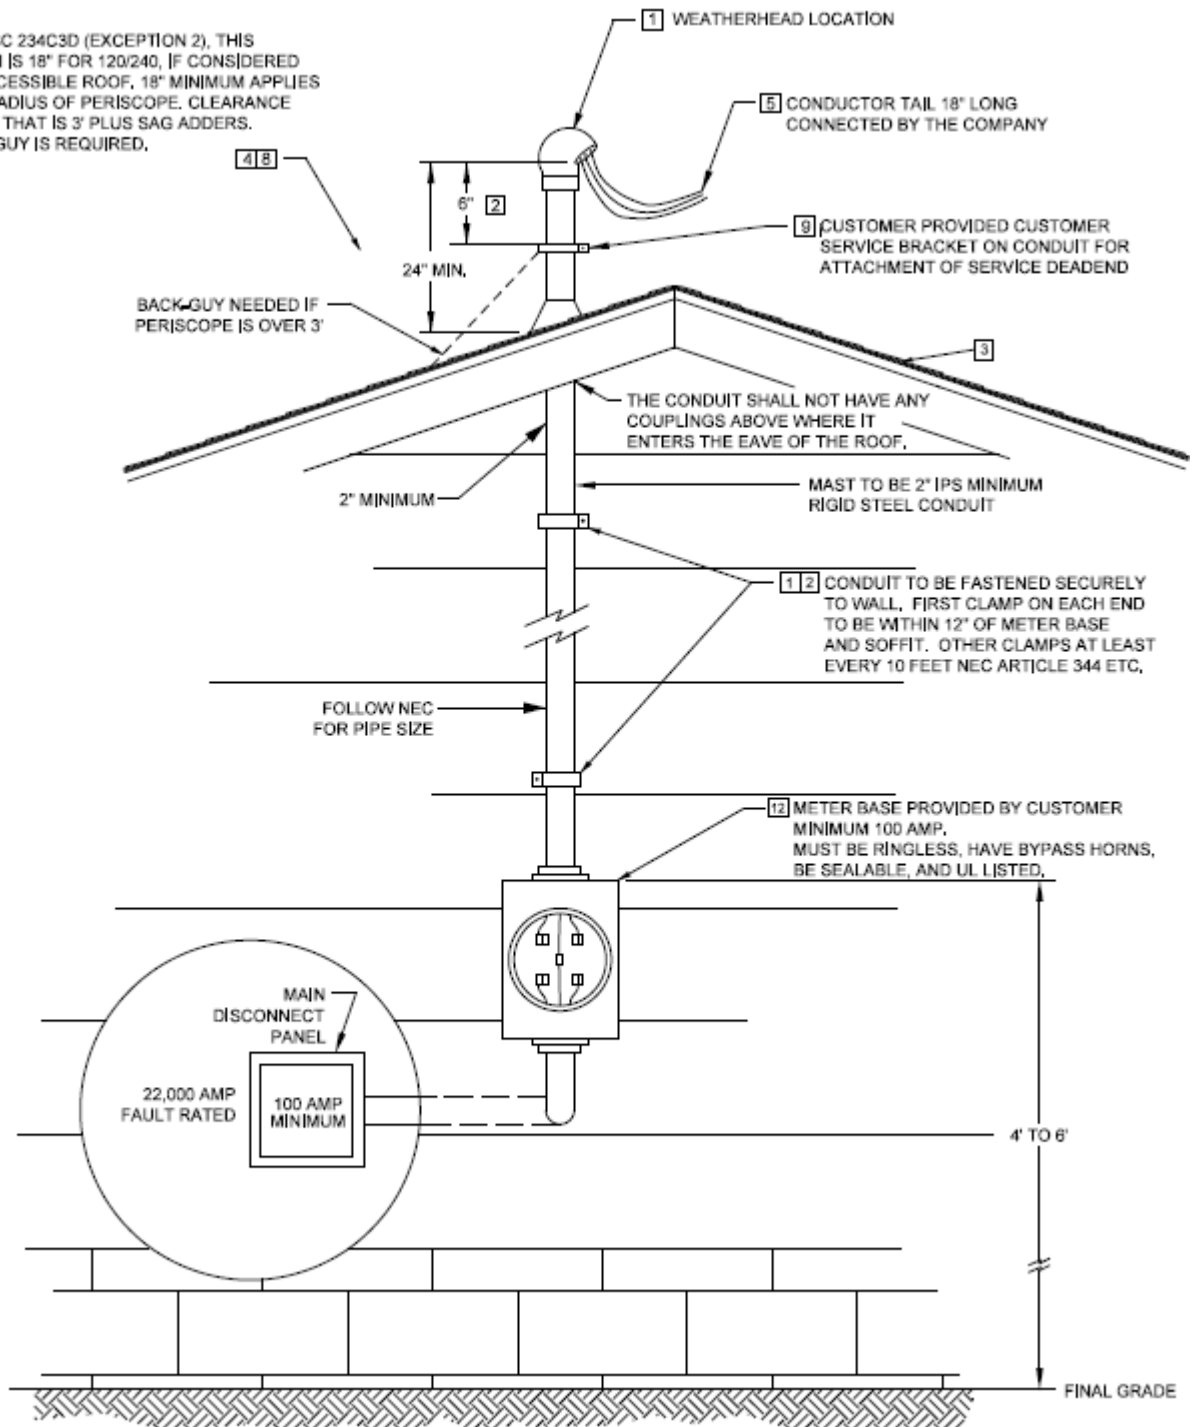 1 WEATHERHEAD LOCATION
C 234C3D (EXCEPTION 2), THIS
IS 18" FOR 120/240, IF CONSIDERED
CESSIBLE ROOF. 18" MINIMUM APPLIES
ADIUS OF PERISCOPE. CLEARANCE
THAT IS 3' PLUS SAG ADDERS.
GUY IS REQUIRED.
4 8
5 CONDUCTOR TAIL 18" LONG
CONNECTED BY THE COMPANY
6" 2
24" MIN.
9 CUSTOMER PROVIDED CUSTOMER
SERVICE BRACKET ON CONDUIT FOR
ATTACHMENT OF SERVICE DEADEND
BACK-GUY NEEDED IF
PERISCOPE IS OVER 3'
3
THE CONDUIT SHALL NOT HAVE ANY
COUPLINGS ABOVE WHERE IT
ENTERS THE EAVE OF THE ROOF.
2" MINIMUM
MAST TO BE 2" IPS MINIMUM
RIGID STEEL CONDUIT
1 2 CONDUIT TO BE FASTENED SECURELY
TO WALL. FIRST CLAMP ON EACH END
TO BE WITHIN 12" OF METER BASE
AND SOFFIT. OTHER CLAMPS AT LEAST
EVERY 10 FEET NEC ARTICLE 344 ETC.
FOLLOW NEC
FOR PIPE SIZE
12 METER BASE PROVIDED BY CUSTOMER
MINIMUM 100 AMP.
MUST BE RINGLESS, HAVE BYPASS HORNS,
BE SEALABLE, AND UL LISTED.
MAIN
DISCONNECT
PANEL
22,000 AMP
FAULT RATED
100 AMP
MINIMUM
4' TO 6'
FINAL GRADE